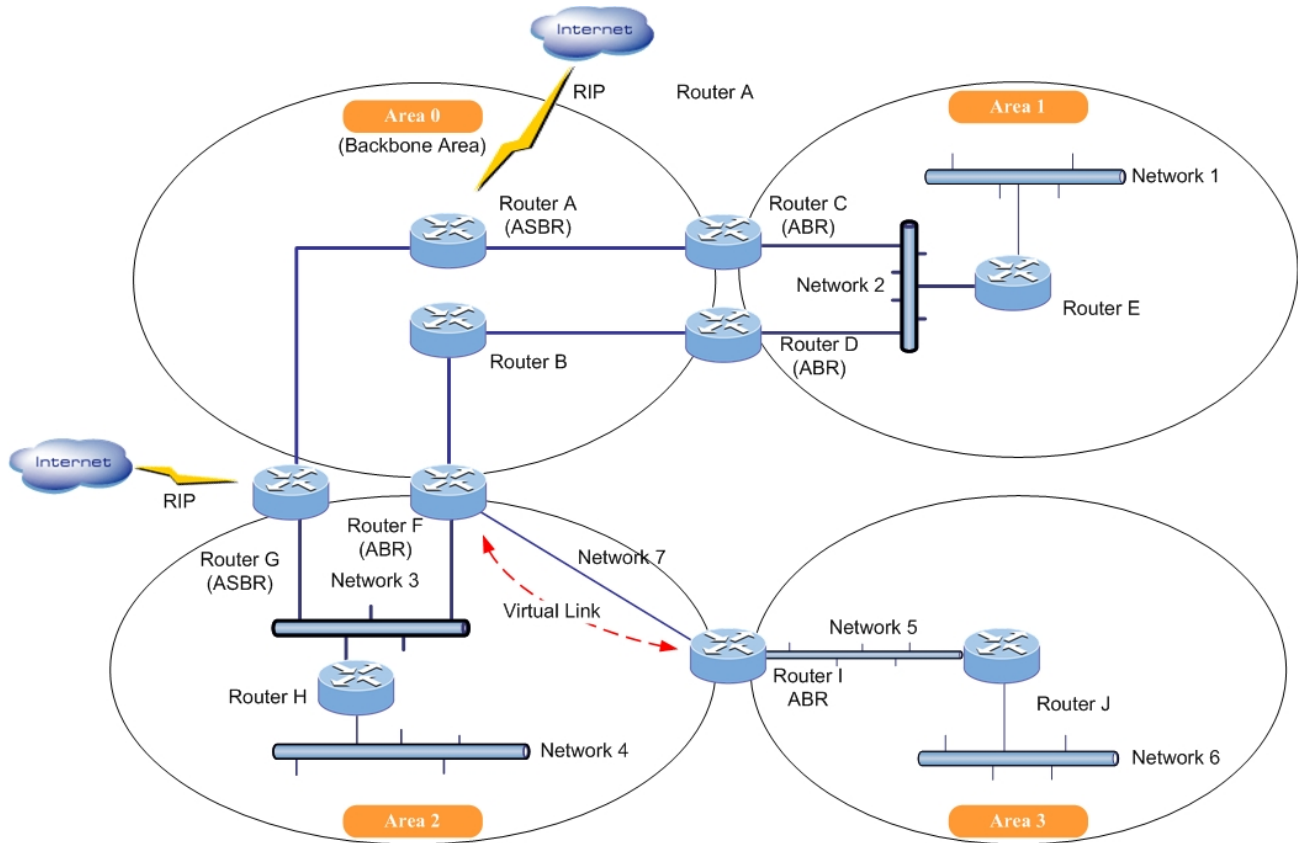 Internet
RIP
Router A
Area 0
(Backbone Area)
Area 1
Network 1
Router A
(ASBR)
Router C
(ABR)
Network 2
Router E
Router B
Router D
(ABR)
Internet
RIP
Router G
(ASBR)
Router F
(ABR)
Network 3
Network 7
Virtual Link
Network 5
Router I
ABR
Router H
Router J
Network 4
Network 6
Area 2
Area 3